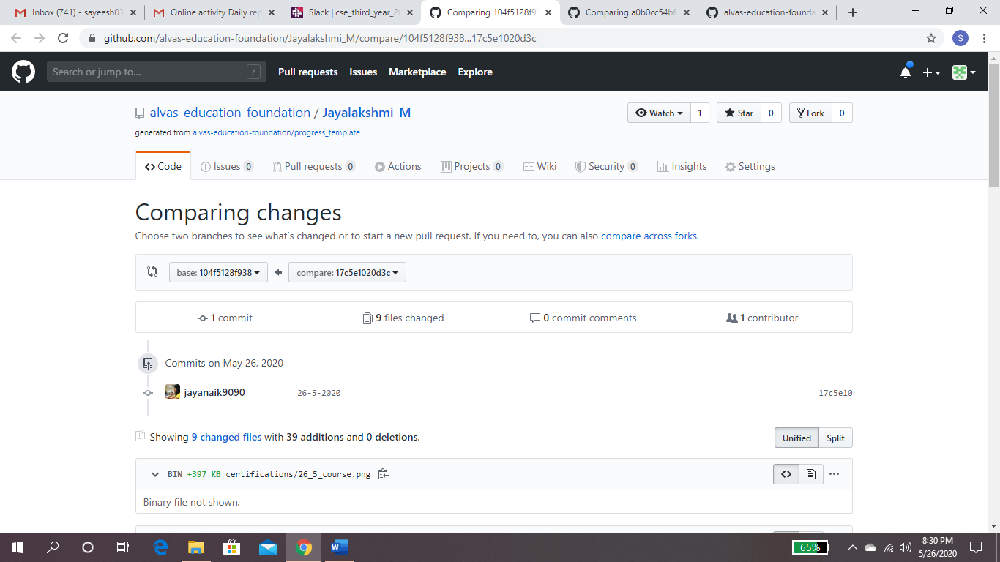 Inbox (741) - sayeesh03
Online activity Daily rep
Slack | cse_third_year_2
Comparing 104f5128f93
Comparing a0b0cc54bf
alvas-education-founda
github.com/alvas-education-foundation/Jayalakshmi_M/compare/104f5128f938...17c5e1020d3c
S
Search or jump to... /
Pull requests Issues Marketplace Explore
alvas-education-foundation / Jayalakshmi_M
Watch 1 Star 0 Fork 0
generated from alvas-education-foundation/progress_template
Code Issues 0 Pull requests 0 Actions Projects 0 Wiki Security 0 Insights Settings
Comparing changes
Choose two branches to see what's changed or to start a new pull request. If you need to, you can also compare across forks.
base: 104f5128f938 compare: 17c5e1020d3c
1 commit 9 files changed 0 commit comments 1 contributor
Commits on May 26, 2020
jayanaik9090 26-5-2020 17c5e10
Showing 9 changed files with 39 additions and 0 deletions.
Unified Split
BIN +397 KB certifications/26_5_course.png
Binary file not shown.
65%
8:30 PM
5/26/2020